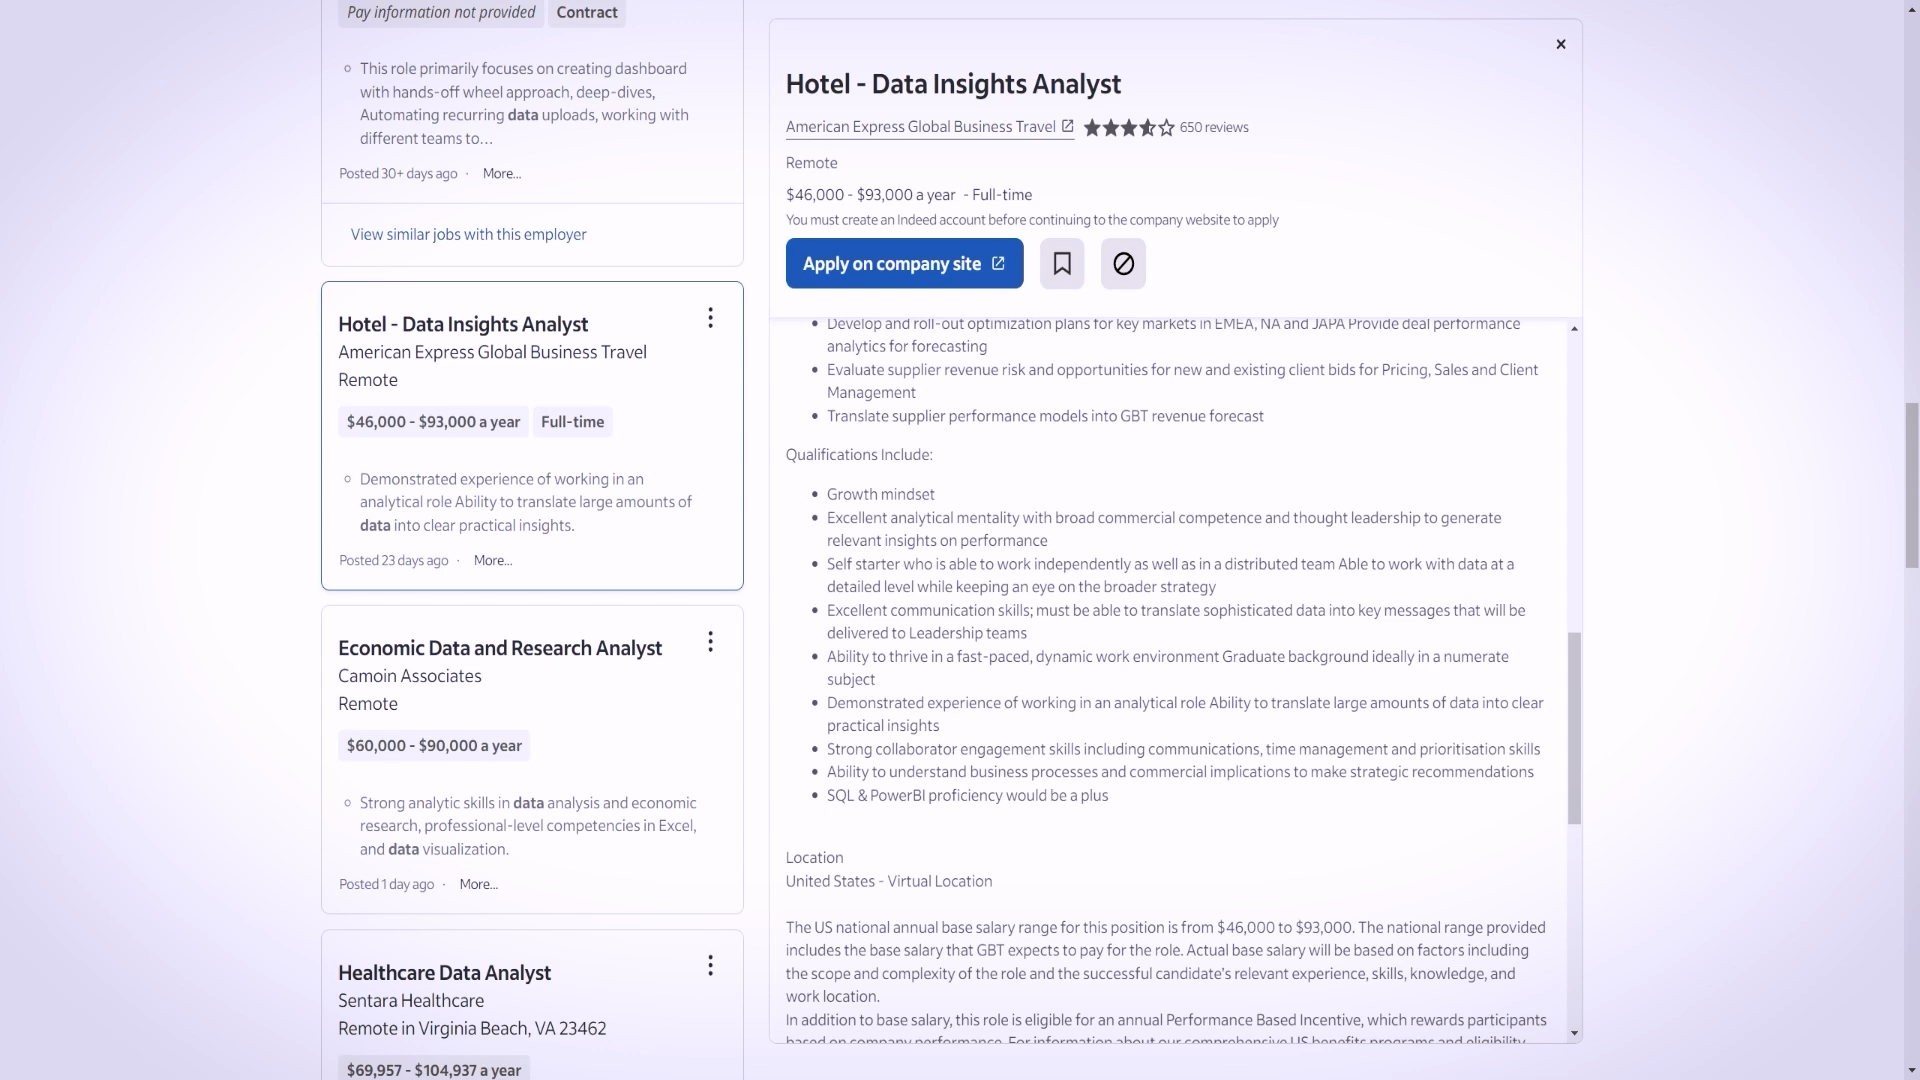 Pay information not provided
Contract
This role primarily focuses on creating dashboard
with hands-off wheel approach, deep-dives,
Automating recurring data uploads, working with
different teams to…
Posted 30+ days ago · More...
View similar jobs with this employer
Hotel - Data Insights Analyst
American Express Global Business Travel
Remote
$46,000 - $93,000 a year
Full-time
Demonstrated experience of working in an
analytical role Ability to translate large amounts of
data into clear practical insights.
Posted 23 days ago · More...
Economic Data and Research Analyst
Camoin Associates
Remote
$60,000 - $90,000 a year
Strong analytic skills in data analysis and economic
research, professional-level competencies in Excel,
and data visualization.
Posted 1 day ago · More...
Healthcare Data Analyst
Sentara Healthcare
Remote in Virginia Beach, VA 23462
$69,957 - $104,937 a year
Hotel - Data Insights Analyst
American Express Global Business Travel 650 reviews
Remote
$46,000 - $93,000 a year - Full-time
You must create an Indeed account before continuing to the company website to apply
Apply on company site
Develop and roll-out optimization plans for key markets in EMEA, NA and JAPA Provide deal performance
analytics for forecasting
Evaluate supplier revenue risk and opportunities for new and existing client bids for Pricing, Sales and Client
Management
Translate supplier performance models into GBT revenue forecast
Qualifications Include:
Growth mindset
Excellent analytical mentality with broad commercial competence and thought leadership to generate
relevant insights on performance
Self starter who is able to work independently as well as in a distributed team Able to work with data at a
detailed level while keeping an eye on the broader strategy
Excellent communication skills; must be able to translate sophisticated data into key messages that will be
delivered to Leadership teams
Ability to thrive in a fast-paced, dynamic work environment Graduate background ideally in a numerate
subject
Demonstrated experience of working in an analytical role Ability to translate large amounts of data into clear
practical insights
Strong collaborator engagement skills including communications, time management and prioritisation skills
Ability to understand business processes and commercial implications to make strategic recommendations
SQL & PowerBI proficiency would be a plus
Location
United States - Virtual Location
The US national annual base salary range for this position is from $46,000 to $93,000. The national range provided
includes the base salary that GBT expects to pay for the role. Actual base salary will be based on factors including
the scope and complexity of the role and the successful candidate's relevant experience, skills, knowledge, and
work location.
In addition to base salary, this role is eligible for an annual Performance Based Incentive, which rewards participants
based on company performance. For information about our comprehensive US benefits programs and eligibility